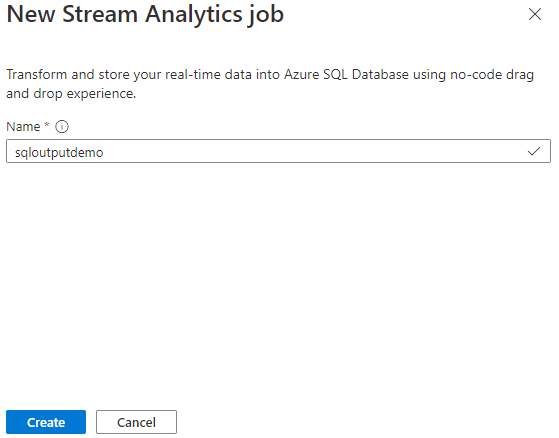 New Stream Analytics job
Transform and store your real-time data into Azure SQL Database using no-code drag
and drop experience.
Name *
sqloutputdemo
Create
Cancel